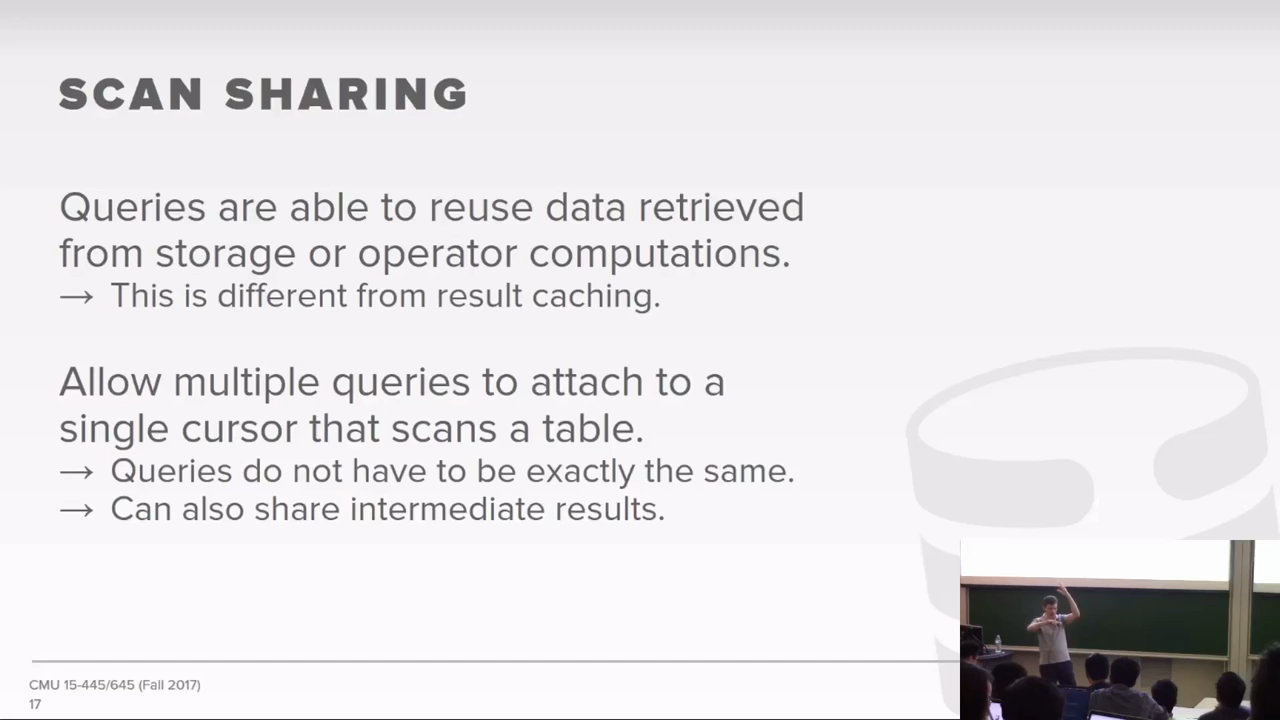 SCAN SHARING
Queries are able to reuse data retrieved
from storage or operator computations.
→ This is different from result caching.
Allow multiple queries to attach to a
single cursor that scans a table.
→ Queries do not have to be exactly the same.
→ Can also share intermediate results.
CMU 15-445/645 (Fall 2017)
17